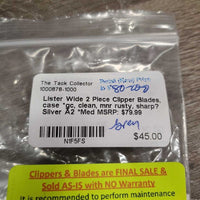 The Tack Collector
1000878-1000
Lister Wide 2 Piece Clipper Blades,
case *gc, clean, mnr rusty, sharp?
Silver A2 *Med MSRP: $79.99
N1F5FS
$45.00
Clippers & Blades are FINAL SALE &
Sold AS-IS with NO Warranty
it is recommended to perform maintenance